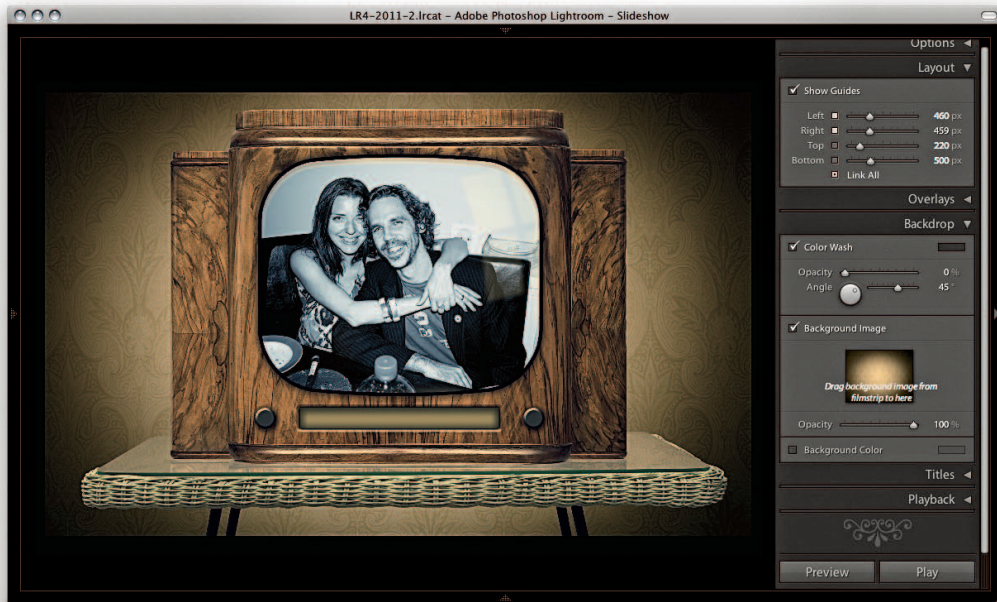 LR4-2011-2.lrcat - Adobe Photoshop Lightroom - Slideshow
Options
Layout
Show Guides
Left 460 px
Right 459 px
Top 220 px
Bottom 500 px
Link All
Overlays
Backdrop
Color Wash
Opacity 0 %
Angle 45 °
Background Image
Drag background image from
filmstrip to here
Opacity 100 %
Background Color
Titles
Playback
Preview Play